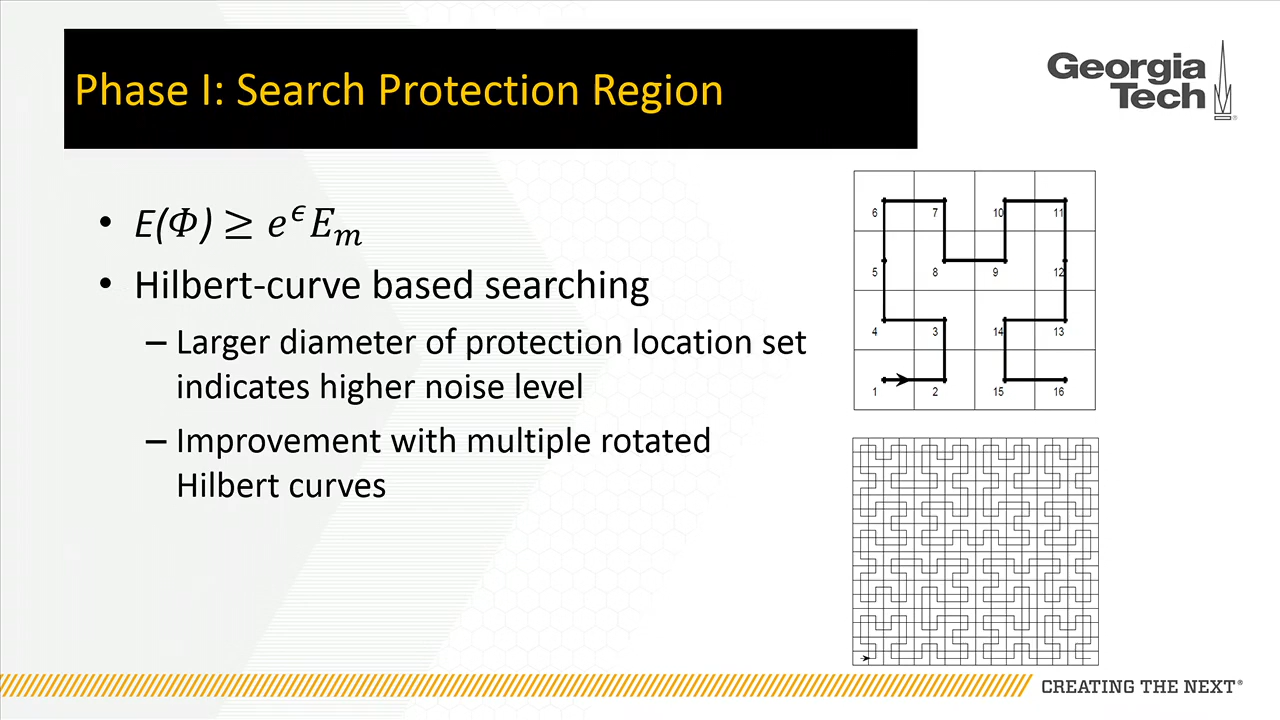 Phase I: Search Protection Region
Georgia
Tech
• E(Φ) ≥ e^ϵ E_m
• Hilbert-curve based searching
– Larger diameter of protection location set
indicates higher noise level
– Improvement with multiple rotated
Hilbert curves
6 7 10 11
5 8 9 12
4 3 14 13
1 2 15 16
CREATING THE NEXT®